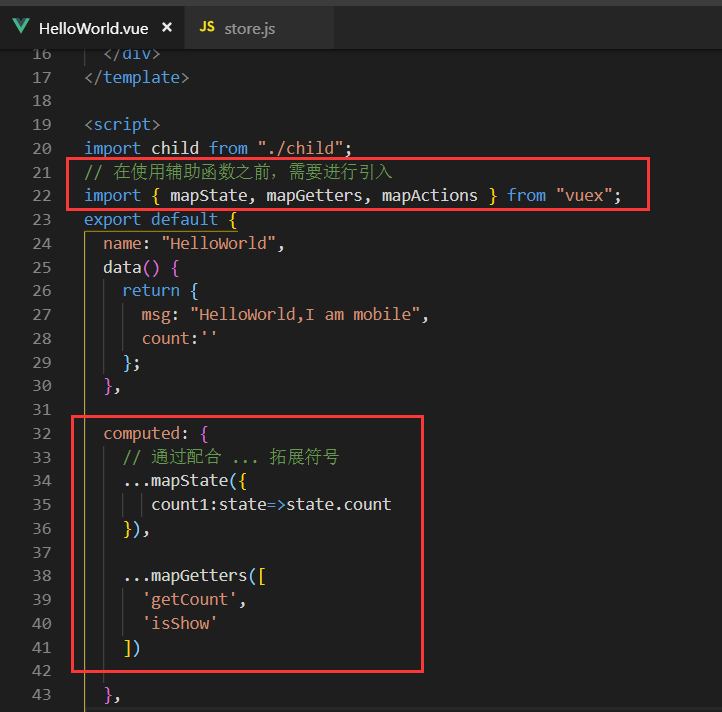 HelloWorld.vue × JS store.js
16 </div>
17 </template>
18
19 <script>
20 import child from "./child";
21 // 在使用辅助函数之前，需要进行引入
22 import { mapState, mapGetters, mapActions } from "vuex";
23 export default {
24 name: "HelloWorld",
25 data() {
26 return {
27 msg: "HelloWorld,I am mobile",
28 count:''
29 };
30 },
31
32 computed: {
33 // 通过配合 ... 拓展符号
34 ...mapState({
35 count1:state=>state.count
36 }),
37
38 ...mapGetters([
39 'getCount',
40 'isShow'
41 ])
42
43 },